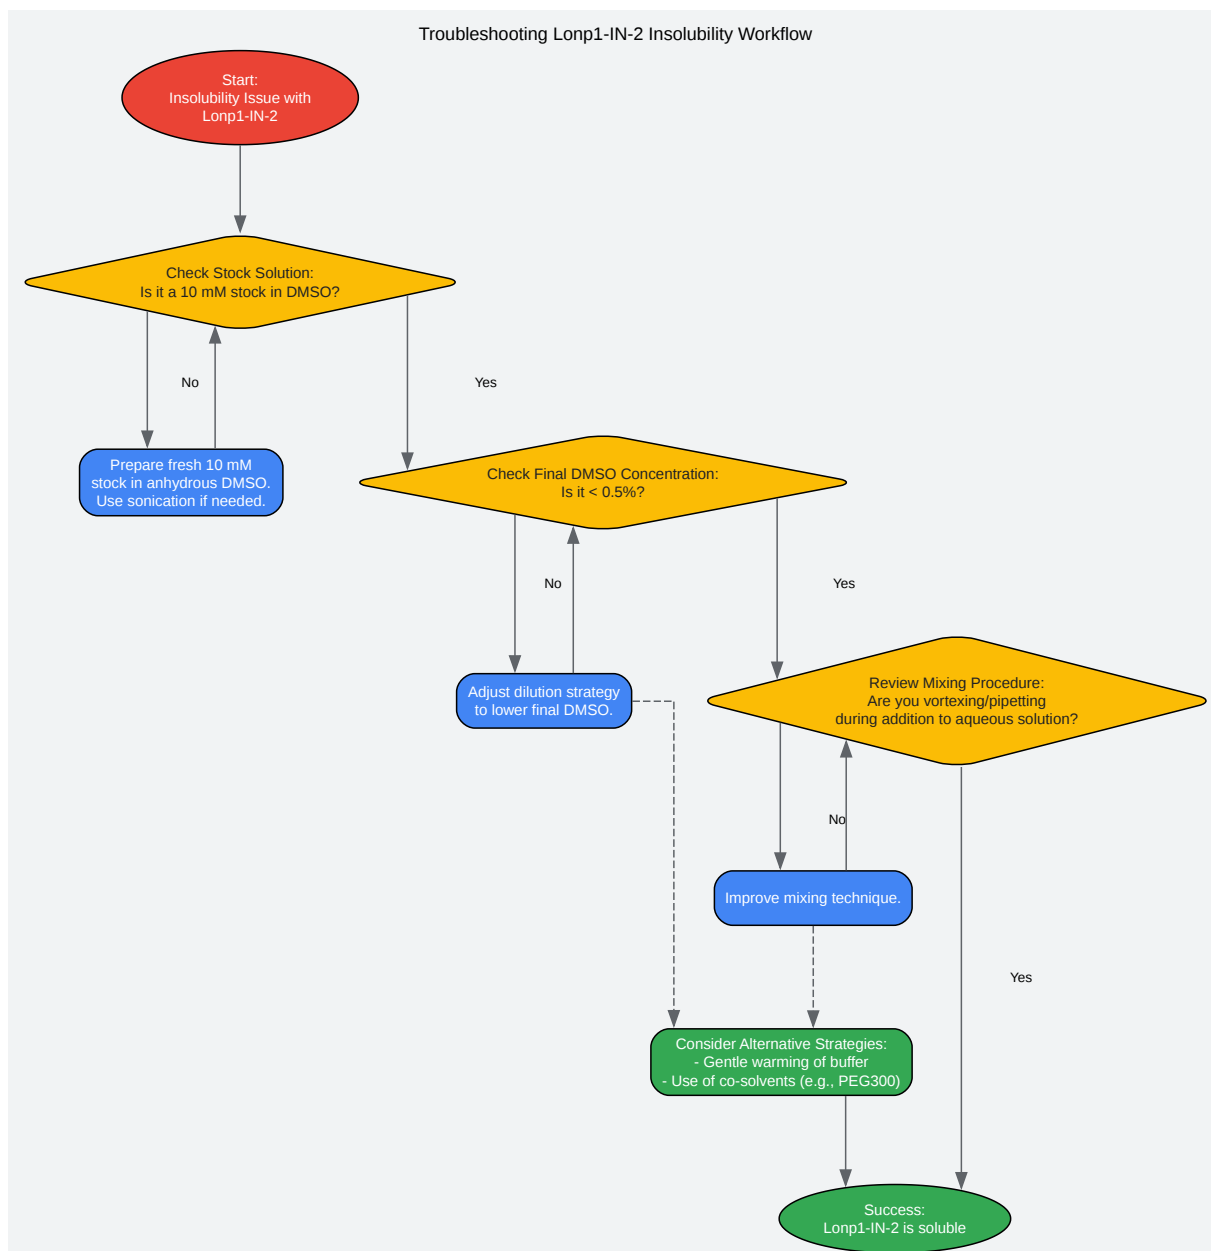 Troubleshooting Lonp1-IN-2 Insolubility Workflow
Start:
Insolubility Issue with
Lonp1-IN-2
Check Stock Solution:
Is it a 10 mM stock in DMSO?
No
Yes
Prepare fresh 10 mM
stock in anhydrous DMSO.
Use sonication if needed.
Check Final DMSO Concentration:
Is it < 0.5%?
No
Yes
Adjust dilution strategy
to lower final DMSO.
Review Mixing Procedure:
Are you vortexing/pipetting
during addition to aqueous solution?
No
Improve mixing technique.
Yes
Consider Alternative Strategies:
- Gentle warming of buffer
- Use of co-solvents (e.g., PEG300)
Success:
Lonp1-IN-2 is soluble